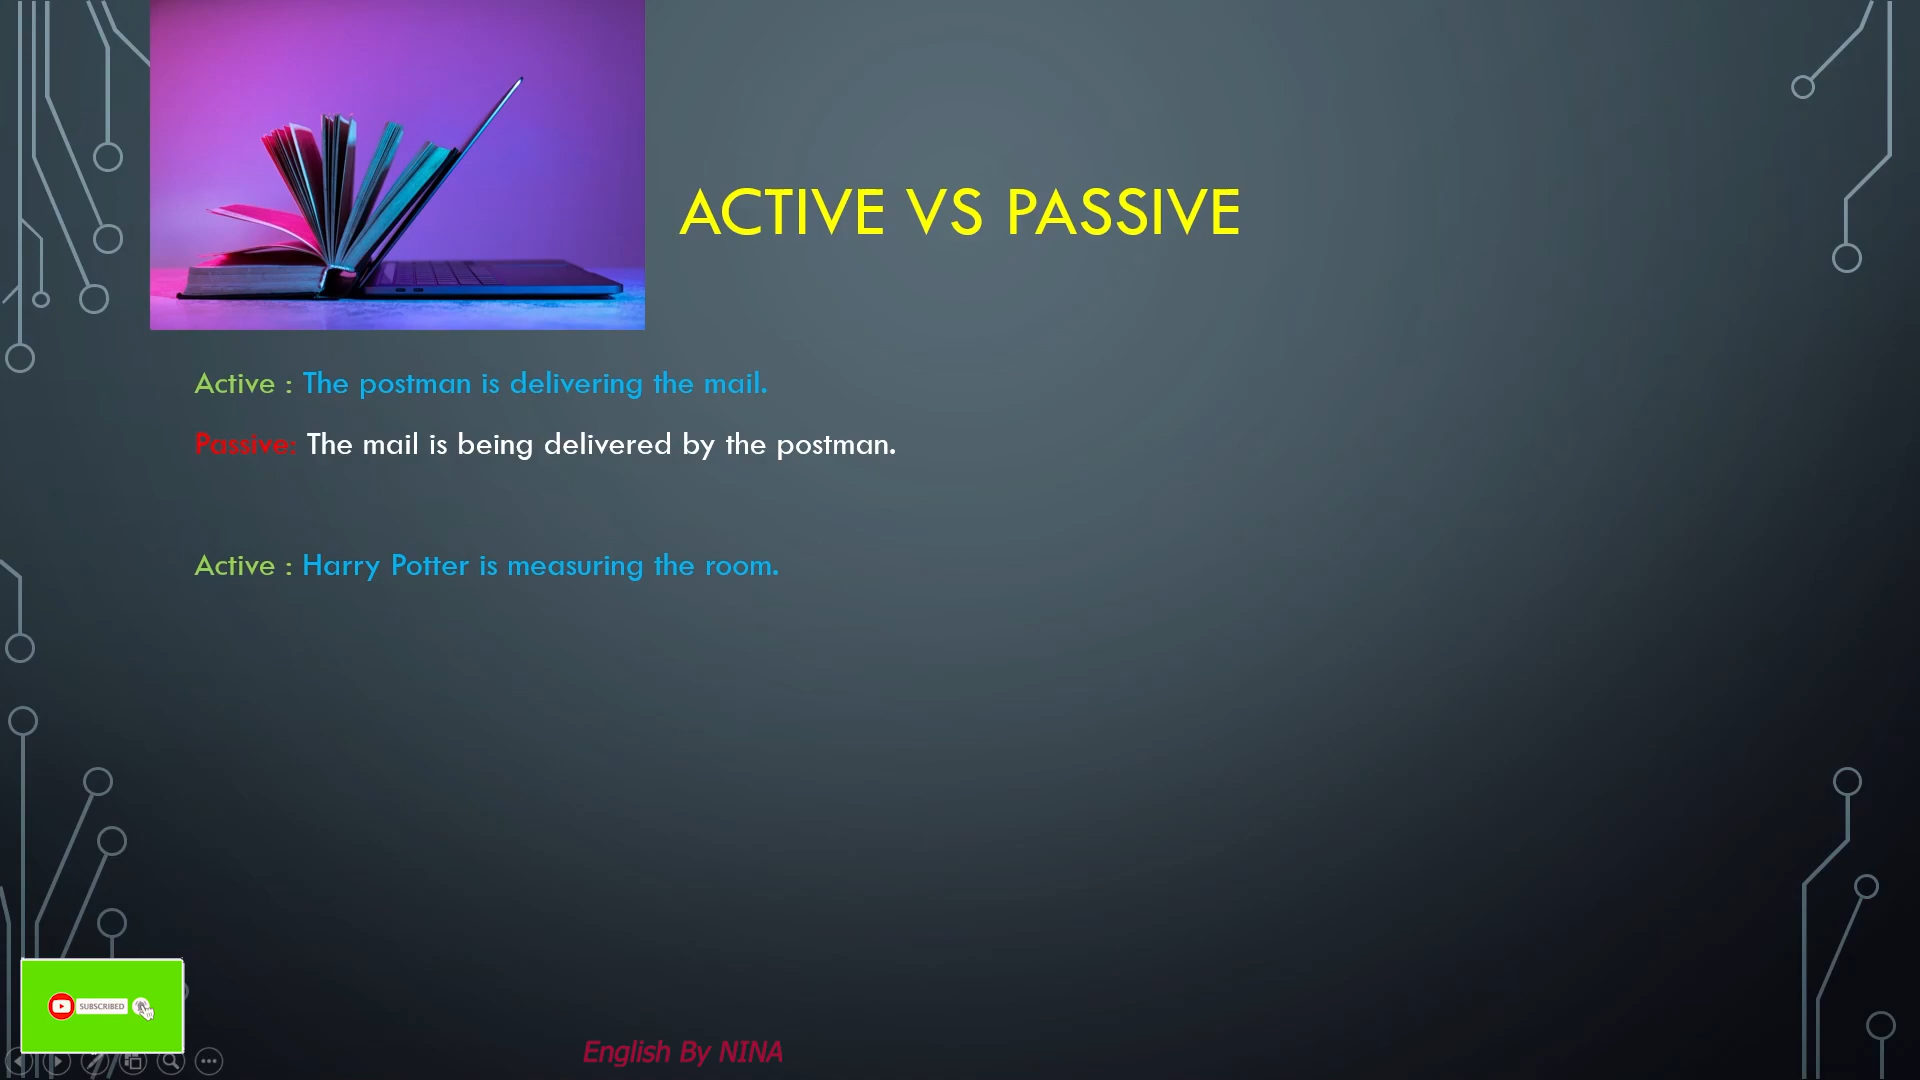 ACTIVE VS PASSIVE
Active : The postman is delivering the mail.
Passive: The mail is being delivered by the postman.
Active : Harry Potter is measuring the room.
SUBSCRIBED
English By NINA